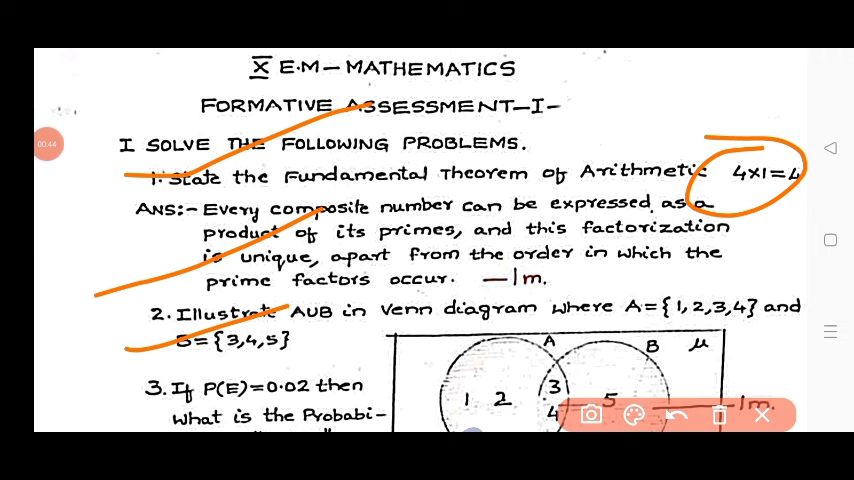 X E.M-MATHEMATICS
FORMATIVE ASSESSMENT-I-
I SOLVE THE FOLLOWING PROBLEMS.
1. State the Fundamental Theorem of Arithmetic 4×1=4
ANS:- Every composite number can be expressed as a
product of its primes, and this factorization
is unique, apart from the order in which the
prime factors occur. -1m.
2. Illustrate AUB in Venn diagram where A={1,2,3,4} and
B={3,4,5}
A B μ
3. If P(E)=0.02 then
1 2 3 5
4
what is the Probabi- 1m.
00:44